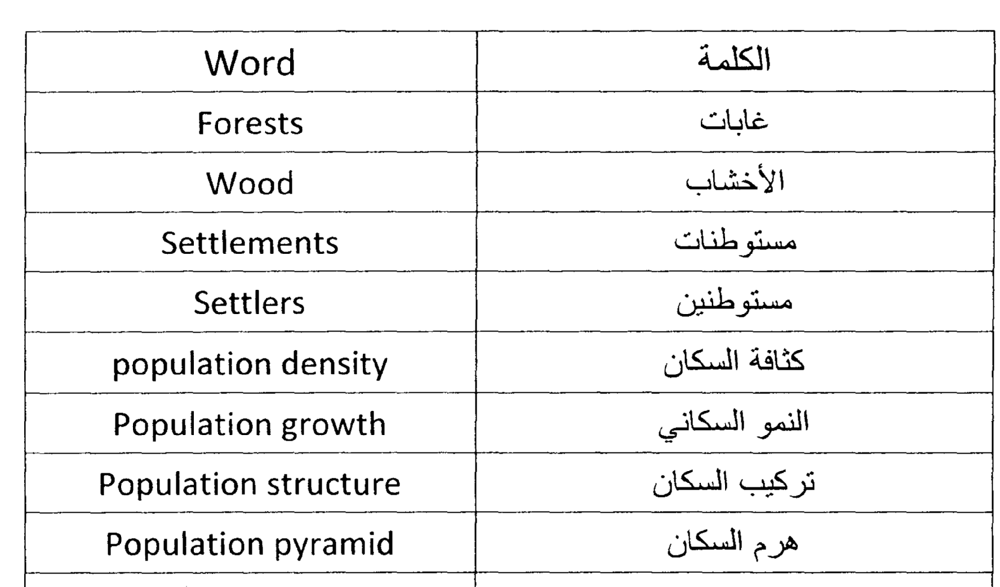 Word الكلمة
Forests غابات
Wood الأخشاب
Settlements مستوطنات
Settlers مستوطنين
population density كثافة السكان
Population growth النمو السكاني
Population structure تركيب السكان
Population pyramid هرم السكان